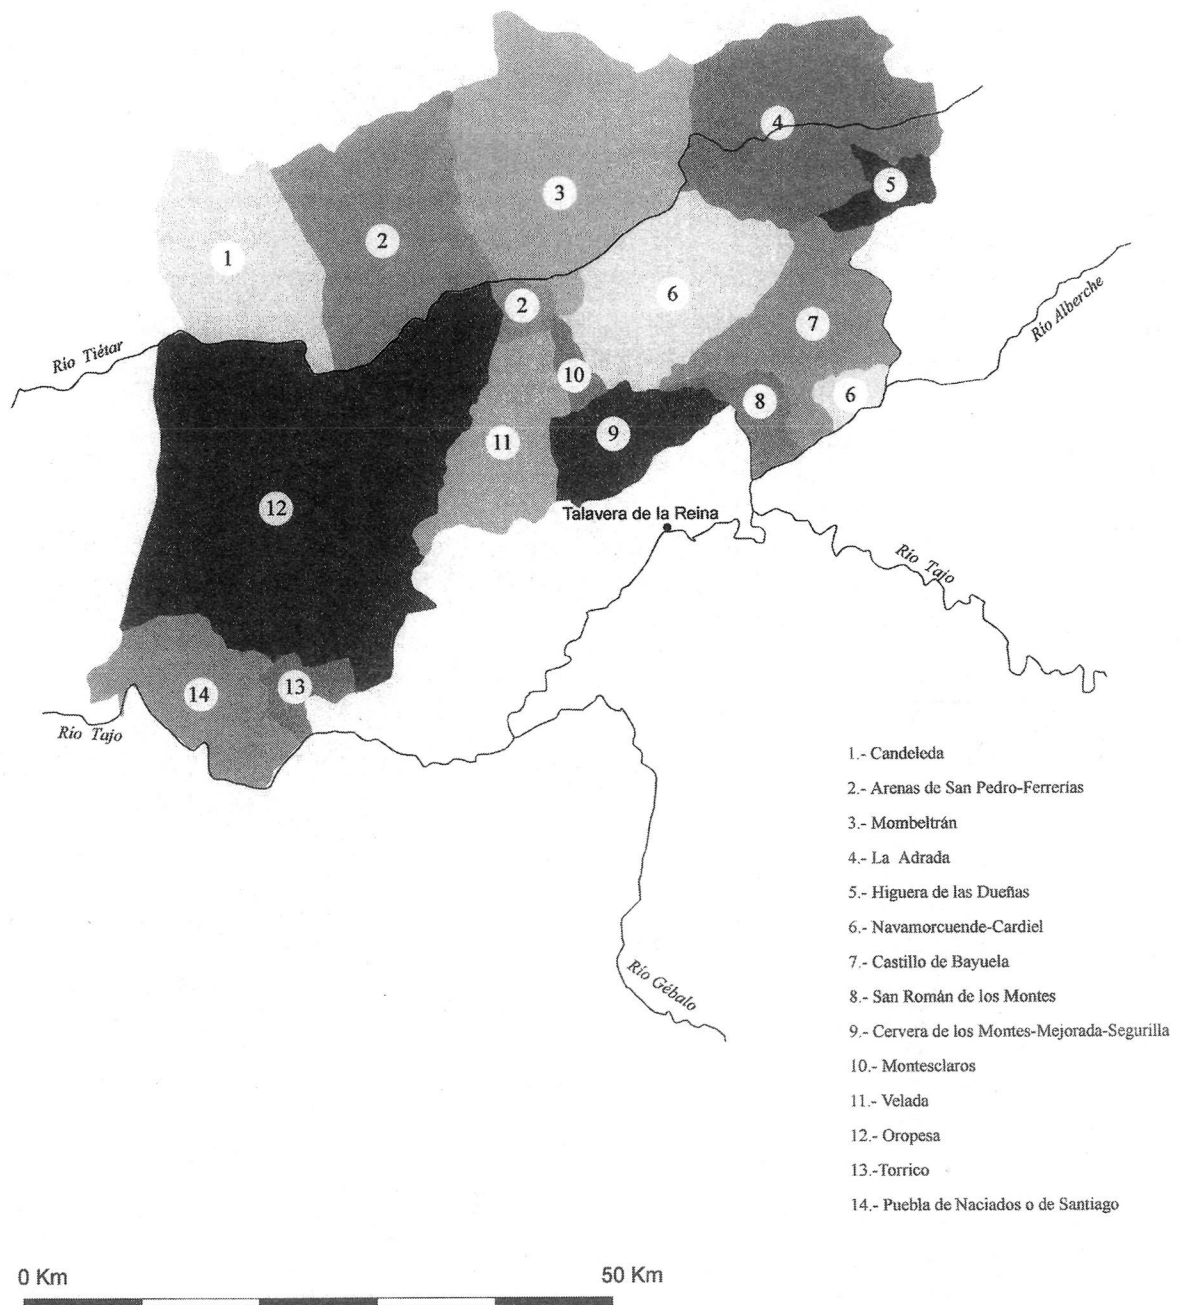 4
5
3
2
1
6
2
7
Río Alberche
Río Tiétar
10
8
6
9
11
12
Talavera de la Reina
Río Tajo
14
13
Río Tajo
1.- Candeleda
2.- Arenas de San Pedro-Ferrerías
3.- Mombeltrán
4.- La Adrada
5.- Higuera de las Dueñas
6.- Navamorcuende-Cardiel
7.- Castillo de Bayuela
8.- San Román de los Montes
9.- Cervera de los Montes-Mejorada-Segurilla
10.- Montesclaros
11.- Velada
12.- Oropesa
13.-Torrico
14.- Puebla de Naciados o de Santiago
Río Gébalo
0 Km 50 Km